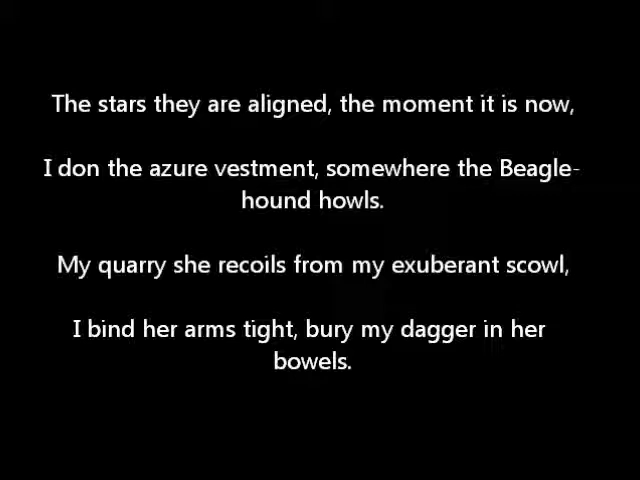 The stars they are aligned, the moment it is now,
I don the azure vestment, somewhere the Beagle-
hound howls.
My quarry she recoils from my exuberant scowl,
I bind her arms tight, bury my dagger in her
bowels.